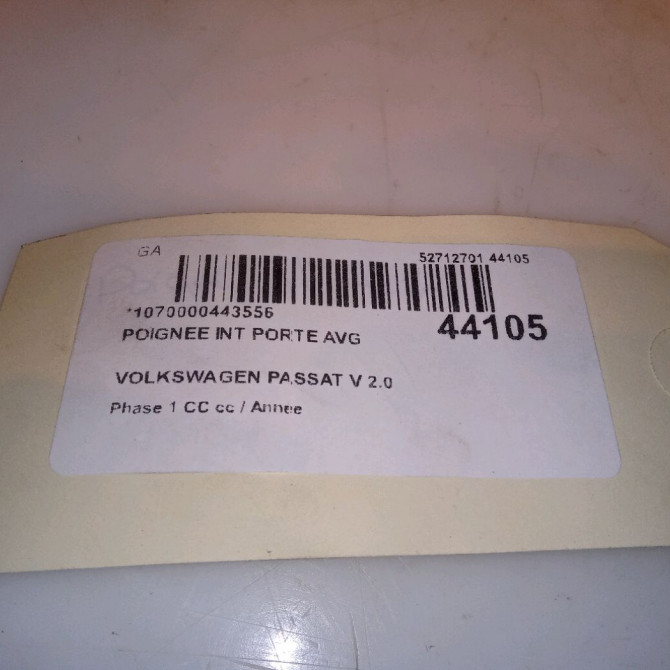 GA
52712701 44105
*1070000443556
44105
POIGNEE INT PORTE AVG
VOLKSWAGEN PASSAT V 2.0
Phase 1 CC cc / Annee